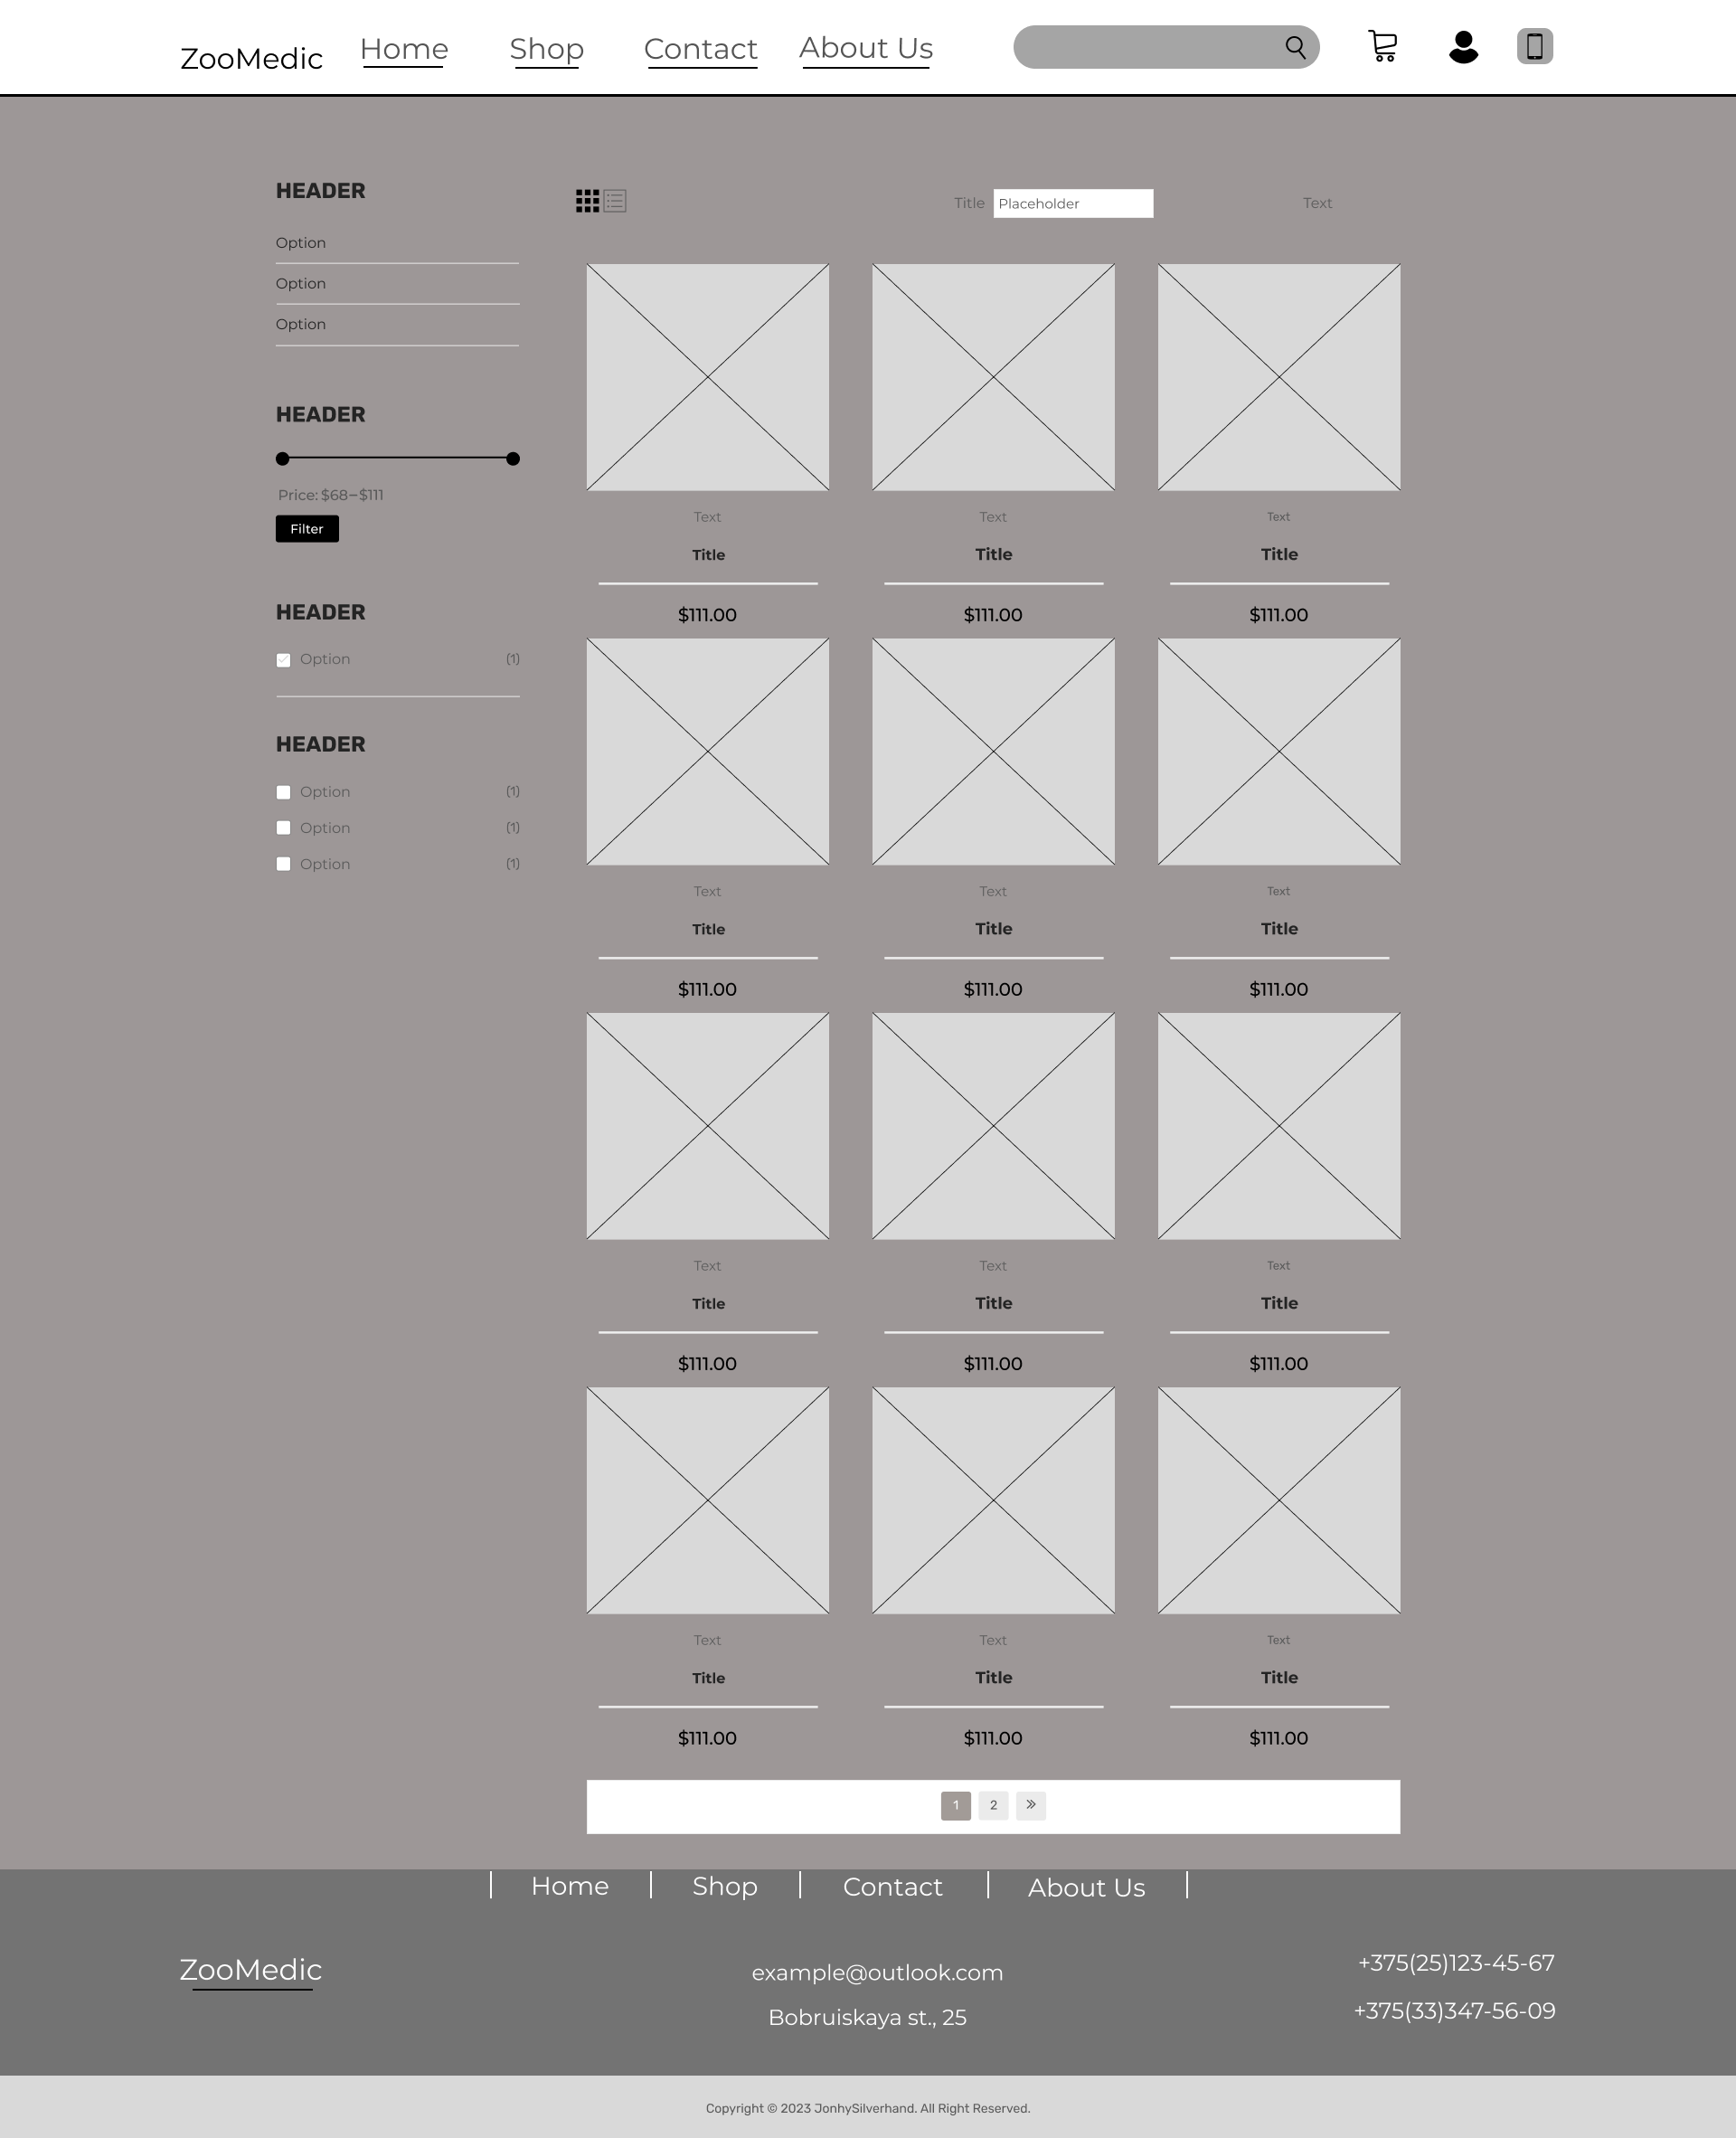 ZooMedic Home Shop Contact About Us
HEADER
Option
Option
Option
HEADER
Price: $68–$111
Filter
HEADER
Option (1)
HEADER
Option (1)
Option (1)
Option (1)
Title Placeholder Text
Text Text Text
Title Title Title
$111.00 $111.00 $111.00
Text Text Text
Title Title Title
$111.00 $111.00 $111.00
Text Text Text
Title Title Title
$111.00 $111.00 $111.00
Text Text Text
Title Title Title
$111.00 $111.00 $111.00
1 2 »
Home Shop Contact About Us
ZooMedic
example@outlook.com
Bobruiskaya st., 25
+375(25)123-45-67
+375(33)347-56-09
Copyright © 2023 JonhySilverhand. All Right Reserved.